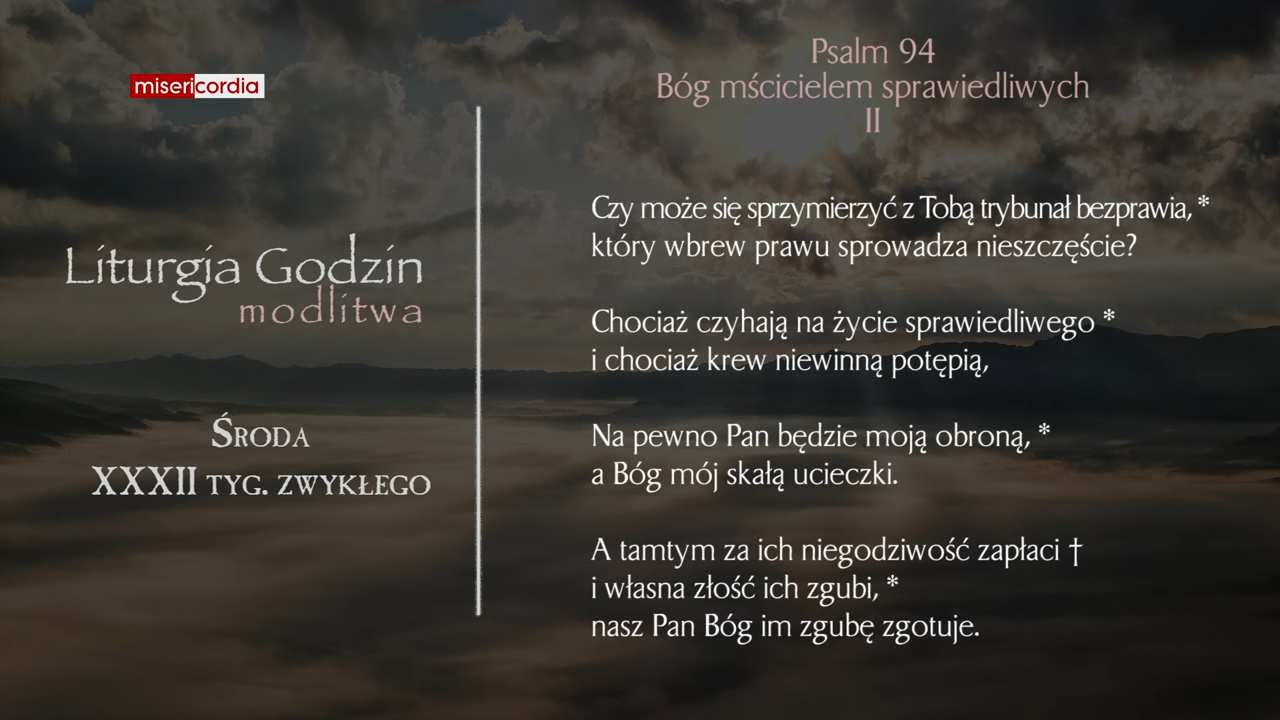 misericordia
Liturgia Godzin
modlitwa
Środa
XXXII tyg. zwykłego
Psalm 94
Bóg mścicielem sprawiedliwych
II
Czy może się sprzymierzyć z Tobą trybunał bezprawia, *
który wbrew prawu sprowadza nieszczęście?
Chociaż czyhają na życie sprawiedliwego *
i chociaż krew niewinną potępią,
Na pewno Pan będzie moją obroną, *
a Bóg mój skałą ucieczki.
A tamtym za ich niegodziwość zapłaci †
i własna złość ich zgubi, *
nasz Pan Bóg im zgubę zgotuje.